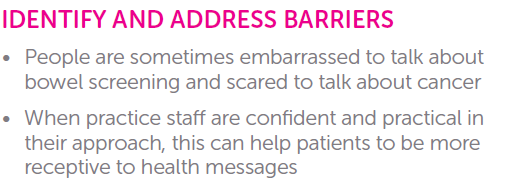 IDENTIFY AND ADDRESS BARRIERS
• People are sometimes embarrassed to talk about
bowel screening and scared to talk about cancer
• When practice staff are confident and practical in
their approach, this can help patients to be more
receptive to health messages